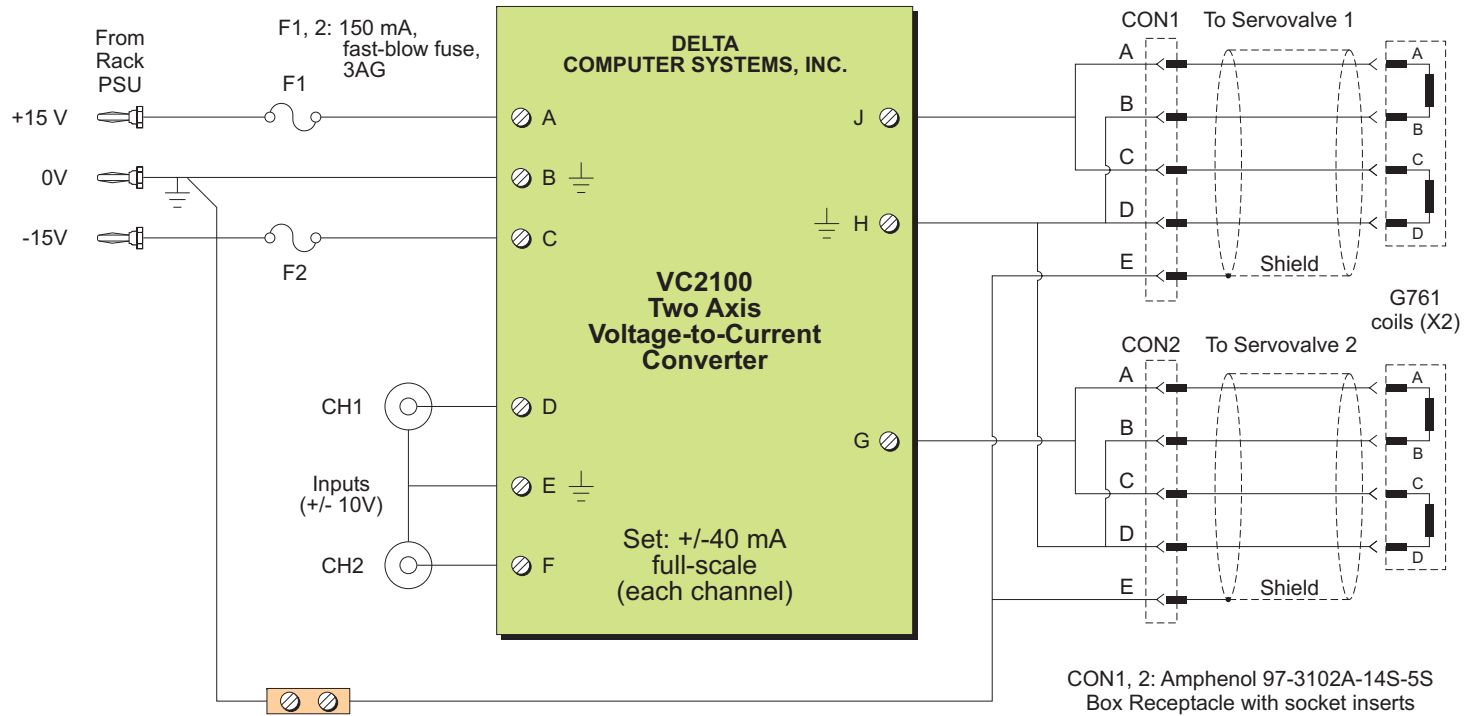 From
Rack
PSU
+15 V
0V
-15V
F1, 2: 150 mA,
fast-blow fuse,
3AG
F1
F2
DELTA
COMPUTER SYSTEMS, INC.
A
B
C
J
H
VC2100
Two Axis
Voltage-to-Current
Converter
D
E
F
G
Set: +/-40 mA
full-scale
(each channel)
CH1
Inputs
(+/- 10V)
CH2
CON1 To Servovalve 1
A
B
C
D
E
Shield
A
B
C
D
G761
coils (X2)
CON2 To Servovalve 2
A
B
C
D
E
Shield
A
B
C
D
CON1, 2: Amphenol 97-3102A-14S-5S
Box Receptacle with socket inserts